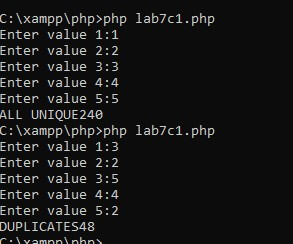 C:\xampp\php>php lab7c1.php
Enter value 1:1
Enter value 2:2
Enter value 3:3
Enter value 4:4
Enter value 5:5
ALL UNIQUE240
C:\xampp\php>php lab7c1.php
Enter value 1:3
Enter value 2:2
Enter value 3:5
Enter value 4:4
Enter value 5:2
DUPLICATES48
C:\xampp\php>